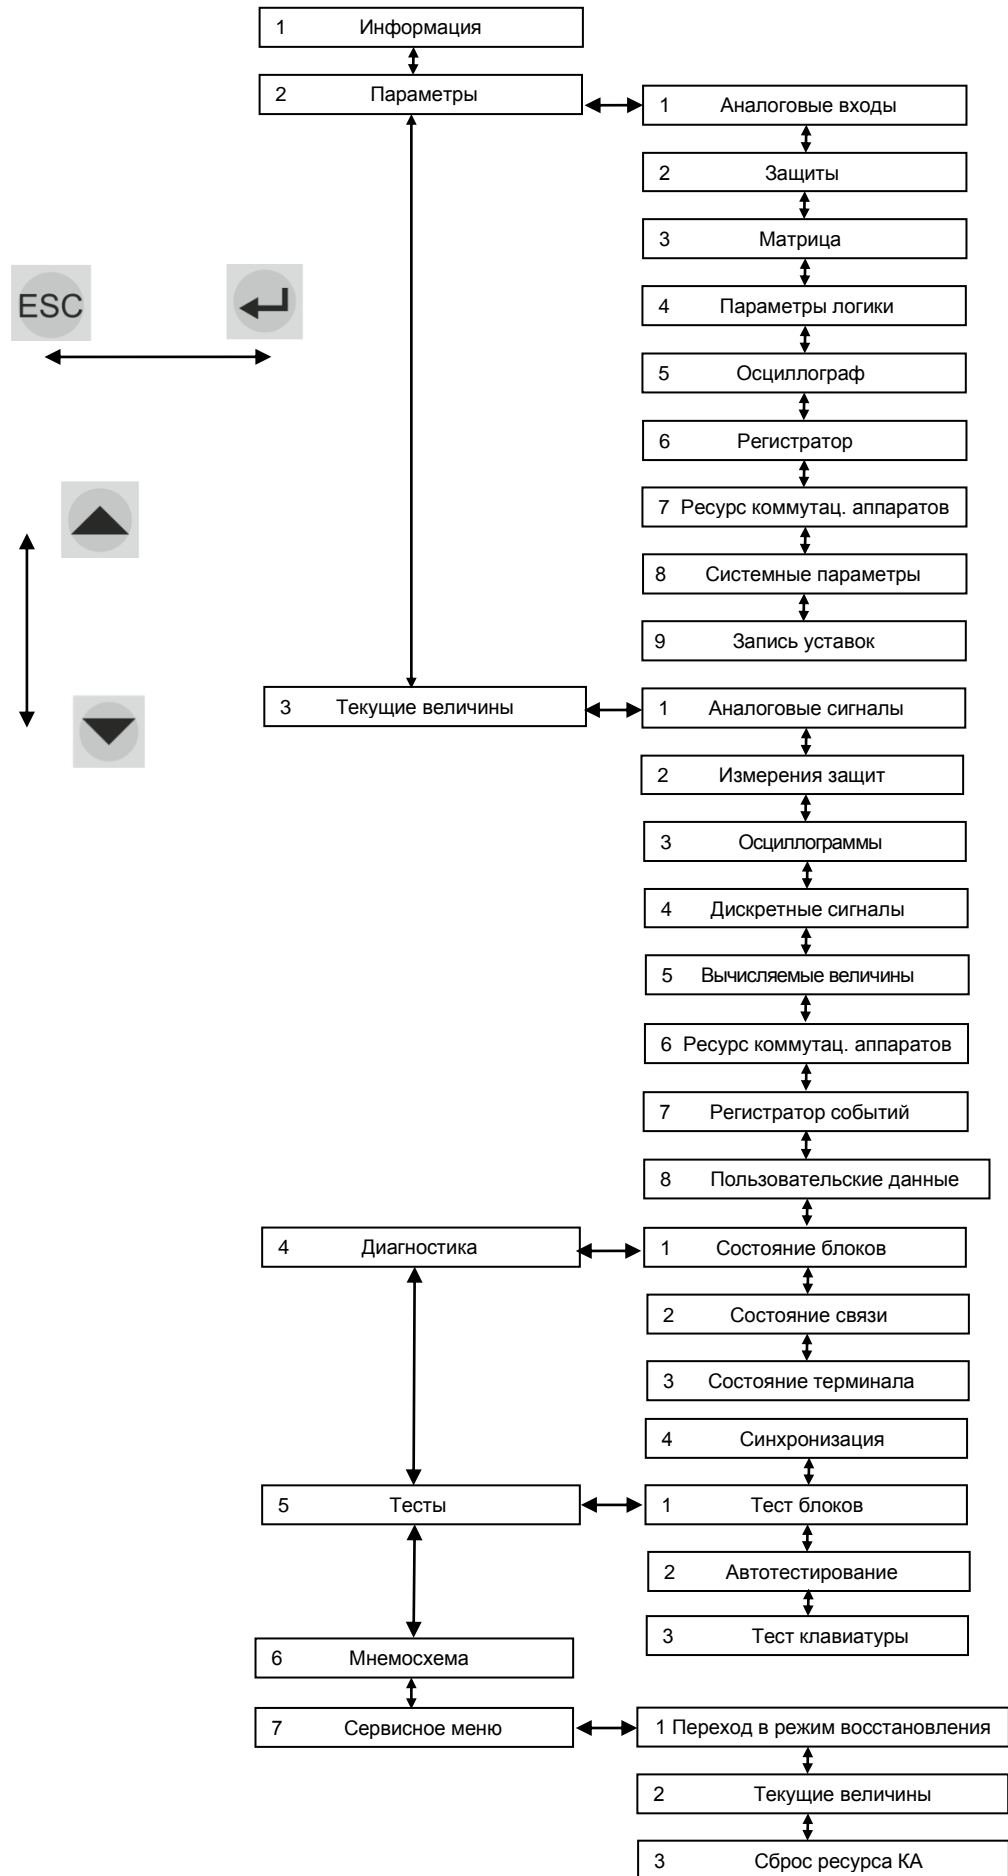 1 Информация
2 Параметры
1 Аналоговые входы
2 Защиты
3 Матрица
ESC
4 Параметры логики
5 Осциллограф
6 Регистратор
7 Ресурс коммутац. аппаратов
8 Системные параметры
9 Запись уставок
3 Текущие величины
1 Аналоговые сигналы
2 Измерения защит
3 Осциллограммы
4 Дискретные сигналы
5 Вычисляемые величины
6 Ресурс коммутац. аппаратов
7 Регистратор событий
8 Пользовательские данные
4 Диагностика
1 Состояние блоков
2 Состояние связи
3 Состояние терминала
4 Синхронизация
5 Тесты
1 Тест блоков
2 Автотестирование
3 Тест клавиатуры
6 Мнемосхема
7 Сервисное меню
1 Переход в режим восстановления
2 Текущие величины
3 Сброс ресурса КА